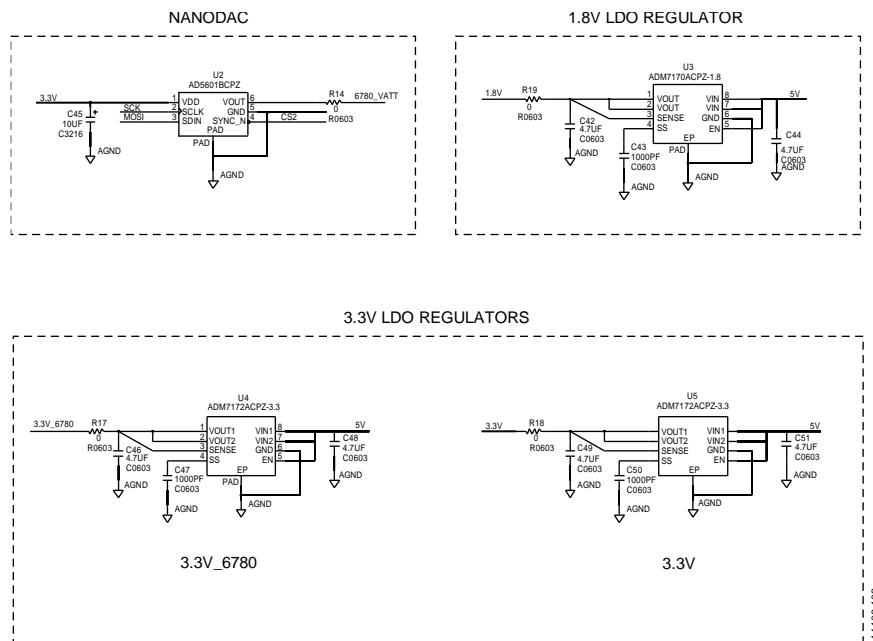 NANODAC
U2
AD5601BCPZ
3.3V
C45
10UF
C3216
AGND
SCK
MOSI
1 VDD
2 SCLK
3 SDIN
VOUT 6
GND 5
SYNC_N 4
PAD
PAD
CS2
R14
0
R0603
6780_VATT
AGND
1.8V LDO REGULATOR
U3
ADM7170ACPZ-1.8
1.8V
R19
0
R0603
C42
4.7UF
C0603
AGND
C43
1000PF
C0603
AGND
1 VOUT
2 VOUT
3 SENSE
4 SS
VIN 8
VIN 7
GND 6
EN 5
EP
PAD
AGND
5V
C44
4.7UF
C0603
AGND
3.3V LDO REGULATORS
U4
ADM7172ACPZ-3.3
3.3V_6780
R17
0
R0603
C46
4.7UF
C0603
AGND
C47
1000PF
C0603
AGND
1 VOUT1
2 VOUT2
3 SENSE
4 SS
VIN1 8
VIN2 7
GND 6
EN 5
EP
PAD
AGND
5V
C48
4.7UF
C0603
AGND
3.3V_6780
U5
ADM7172ACPZ-3.3
3.3V
R18
0
R0603
C49
4.7UF
C0603
AGND
C50
1000PF
C0603
AGND
VOUT1
VOUT2
SENSE
SS
VIN1
VIN2
GND
EN
EP
AGND
5V
C51
4.7UF
C0603
AGND
3.3V